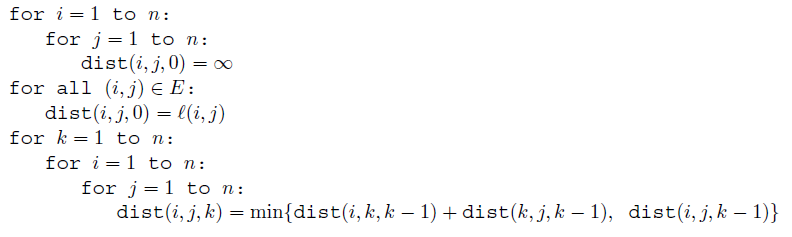 for i = 1 to n:
for j = 1 to n:
dist(i, j, 0) = ∞
for all (i, j) ∈ E:
dist(i, j, 0) = ℓ(i, j)
for k = 1 to n:
for i = 1 to n:
for j = 1 to n:
dist(i, j, k) = min{dist(i, k, k − 1) + dist(k, j, k − 1), dist(i, j, k − 1)}